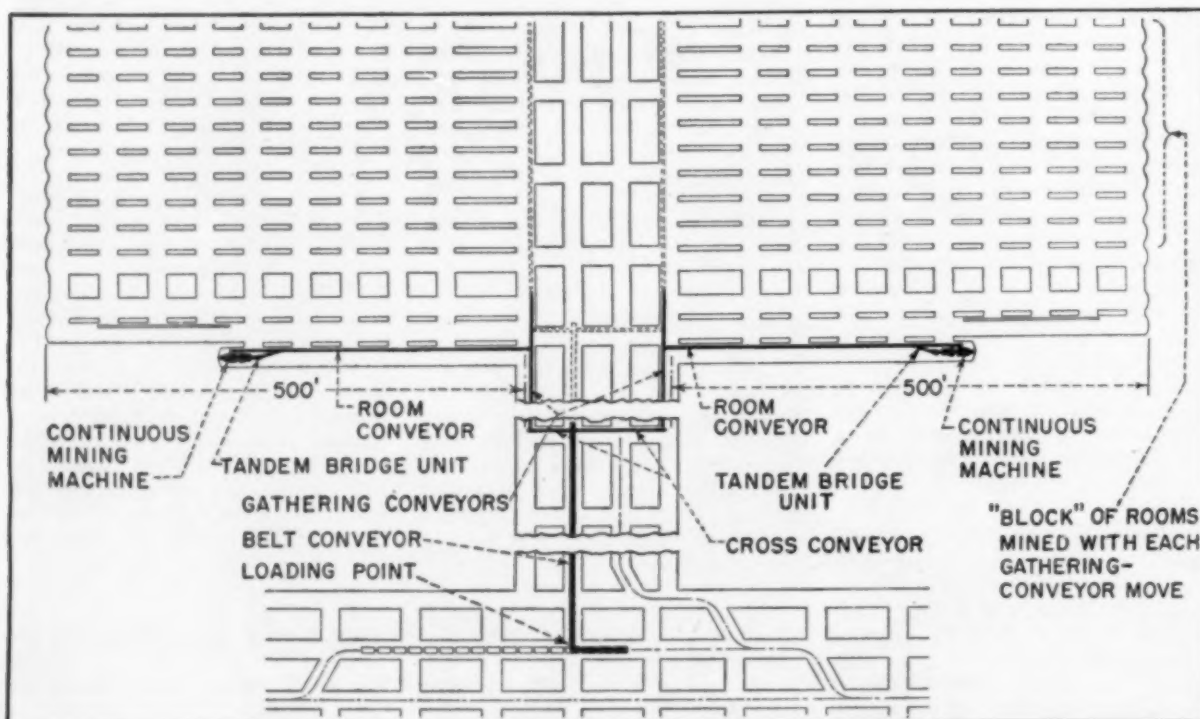 500'
500'
ROOM
CONVEYOR
ROOM
CONVEYOR
CONTINUOUS
MINING
MACHINE
TANDEM BRIDGE UNIT
GATHERING CONVEYORS
BELT CONVEYOR
LOADING POINT
TANDEM BRIDGE
UNIT
CROSS CONVEYOR
CONTINUOUS
MINING
MACHINE
"BLOCK" OF ROOMS
MINED WITH EACH
GATHERING-
CONVEYOR MOVE